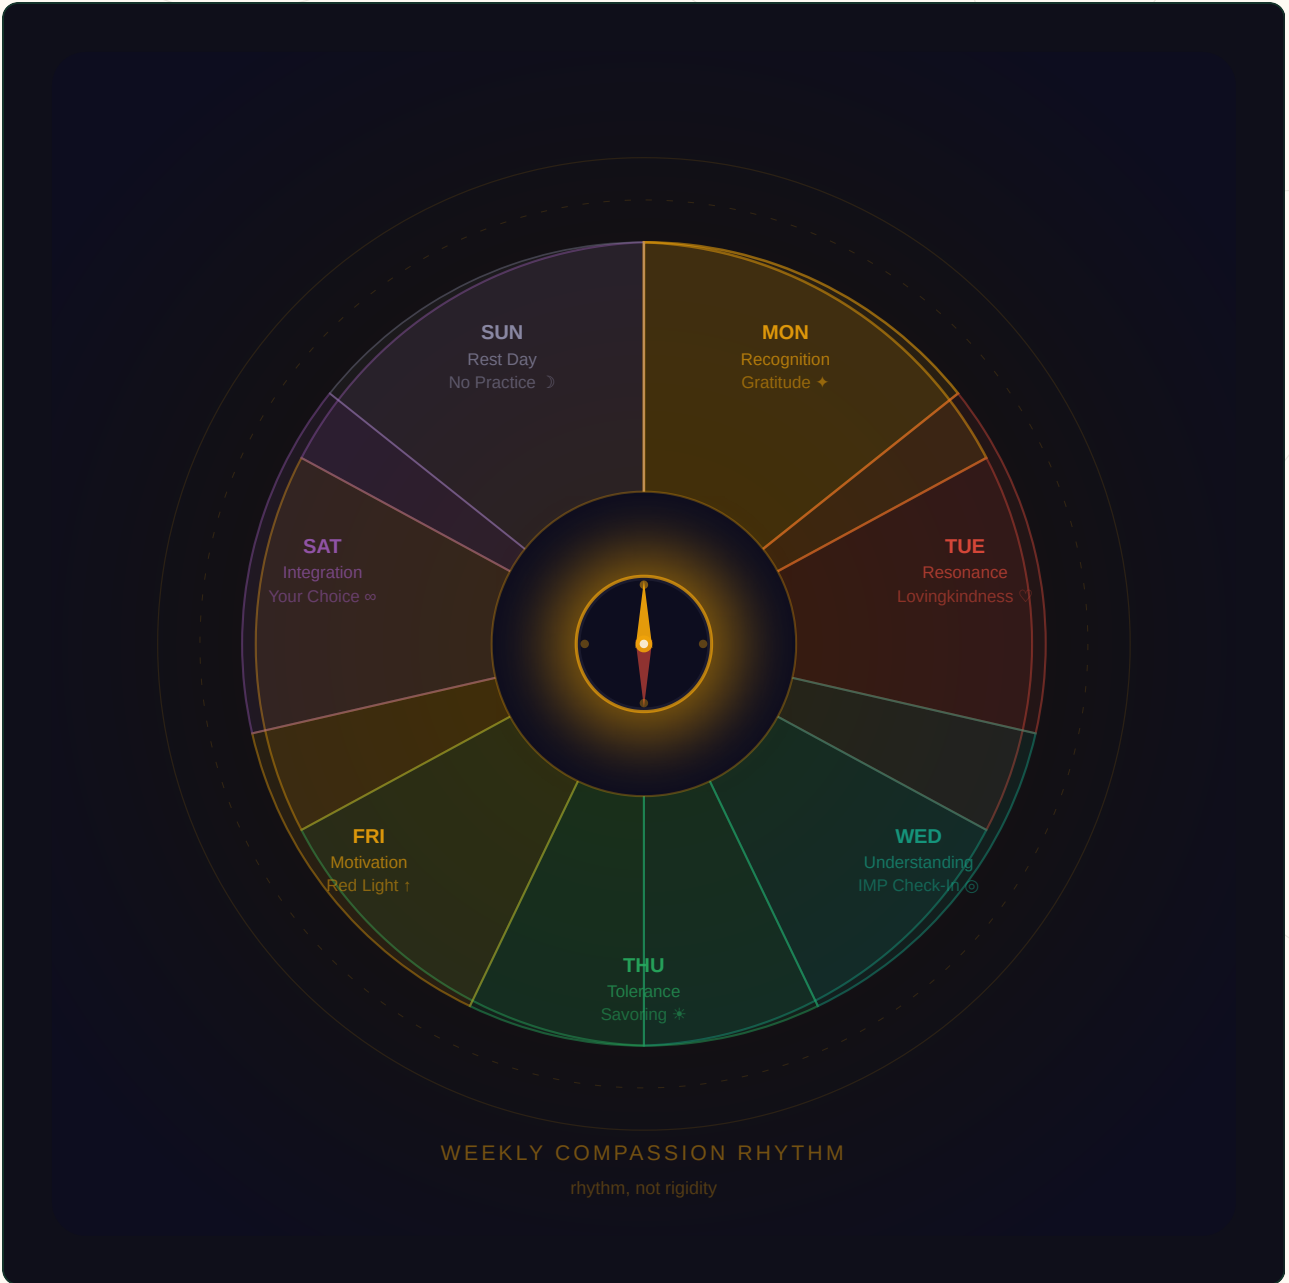 SUN
Rest Day
No Practice ☽
MON
Recognition
Gratitude ✦
TUE
Resonance
Lovingkindness ♡
WED
Understanding
IMP Check-In ◎
THU
Tolerance
Savoring ☀
FRI
Motivation
Red Light ↑
SAT
Integration
Your Choice ∞
WEEKLY COMPASSION RHYTHM
rhythm, not rigidity